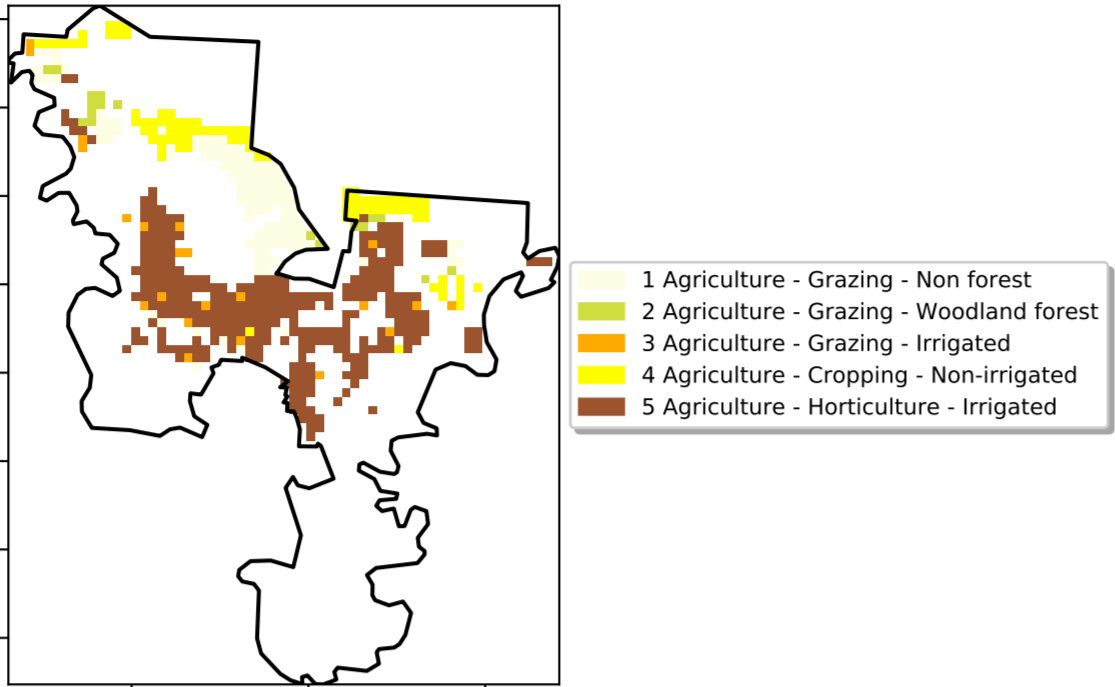 1 Agriculture - Grazing - Non forest
2 Agriculture - Grazing - Woodland forest
3 Agriculture - Grazing - Irrigated
4 Agriculture - Cropping - Non-irrigated
5 Agriculture - Horticulture - Irrigated